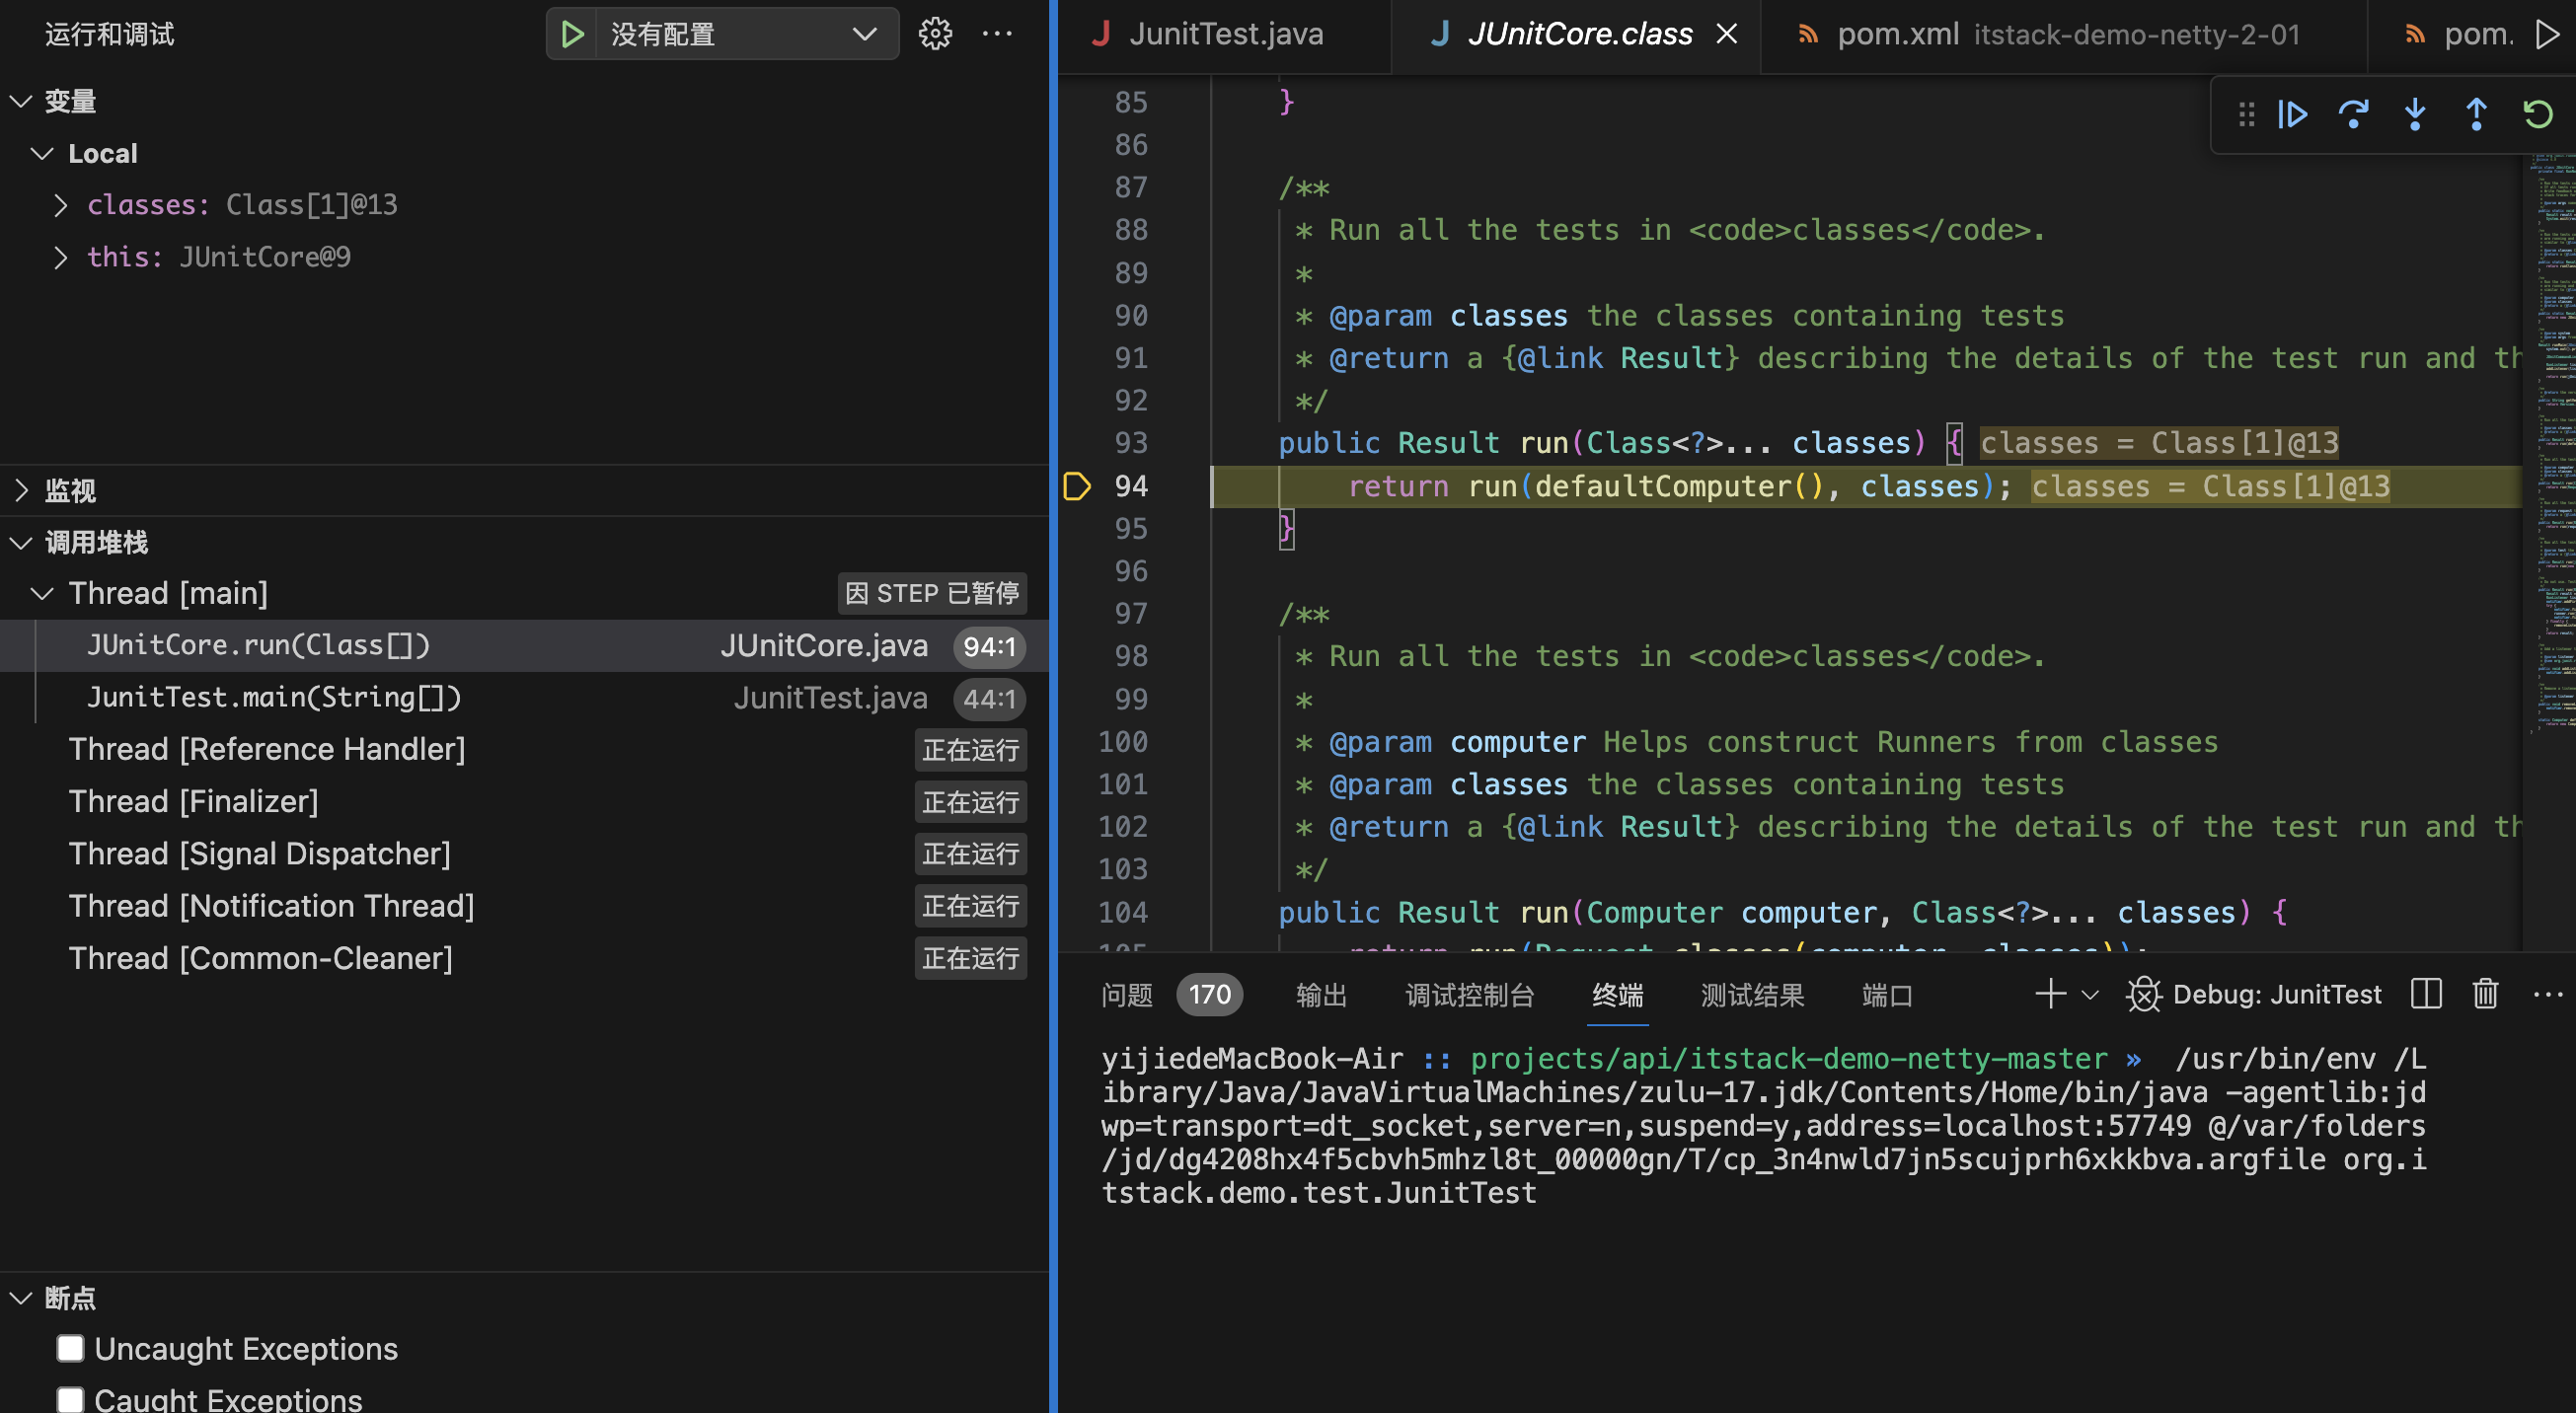 运行和调试
没有配置
变量
Local
classes: Class[1]@13
this: JUnitCore@9
监视
调用堆栈
Thread [main] 因 STEP 已暂停
JUnitCore.run(Class[]) JUnitCore.java 94:1
JunitTest.main(String[]) JunitTest.java 44:1
Thread [Reference Handler] 正在运行
Thread [Finalizer] 正在运行
Thread [Signal Dispatcher] 正在运行
Thread [Notification Thread] 正在运行
Thread [Common-Cleaner] 正在运行
断点
Uncaught Exceptions
Caught Exceptions
JunitTest.java JUnitCore.class pom.xml itstack-demo-netty-2-01 pom.
85 }
86
87 /**
88 * Run all the tests in <code>classes</code>.
89 *
90 * @param classes the classes containing tests
91 * @return a {@link Result} describing the details of the test run and th
92 */
93 public Result run(Class<?>... classes) { classes = Class[1]@13
94 return run(defaultComputer(), classes); classes = Class[1]@13
95 }
96
97 /**
98 * Run all the tests in <code>classes</code>.
99 *
100 * @param computer Helps construct Runners from classes
101 * @param classes the classes containing tests
102 * @return a {@link Result} describing the details of the test run and th
103 */
104 public Result run(Computer computer, Class<?>... classes) {
105 return run(Request.classes(computer, classes));
问题 170 输出 调试控制台 终端 测试结果 端口 Debug: JunitTest
yijiedeMacBook-Air :: projects/api/itstack-demo-netty-master » /usr/bin/env /L
ibrary/Java/JavaVirtualMachines/zulu-17.jdk/Contents/Home/bin/java -agentlib:jd
wp=transport=dt_socket,server=n,suspend=y,address=localhost:57749 @/var/folders
/jd/dg4208hx4f5cbvh5mhzl8t_00000gn/T/cp_3n4nwld7jn5scujprh6xkkbva.argfile org.i
tstack.demo.test.JunitTest